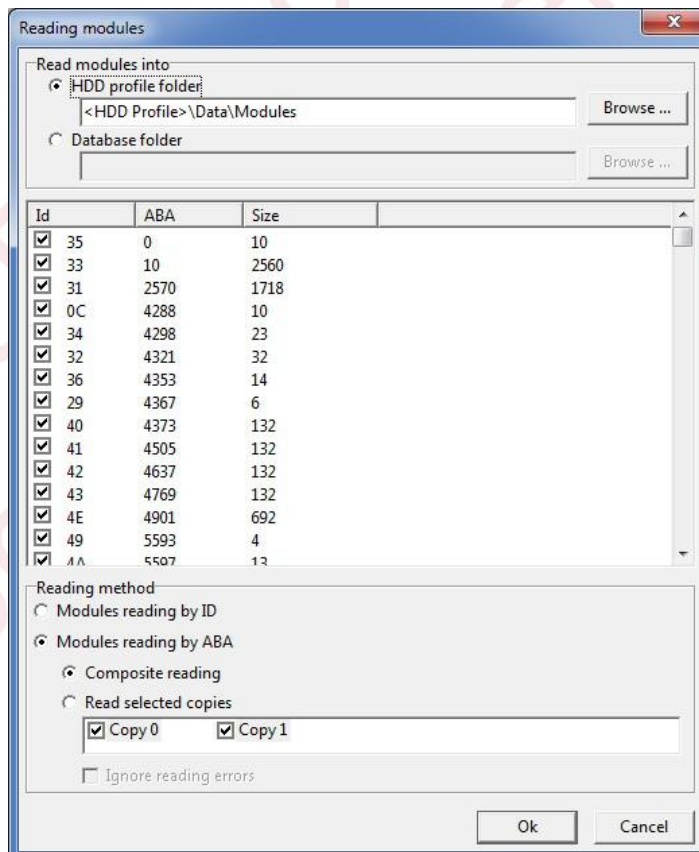 Reading modules
Read modules into
HDD profile folder
<HDD Profile>\Data\Modules
Browse ...
Database folder
Browse ...
Id ABA Size
35 0 10
33 10 2560
31 2570 1718
0C 4288 10
34 4298 23
32 4321 32
36 4353 14
29 4367 6
40 4373 132
41 4505 132
42 4637 132
43 4769 132
4E 4901 692
49 5593 4
4A 5597 13
Reading method
Modules reading by ID
Modules reading by ABA
Composite reading
Read selected copies
Copy 0 Copy 1
Ignore reading errors
Ok Cancel